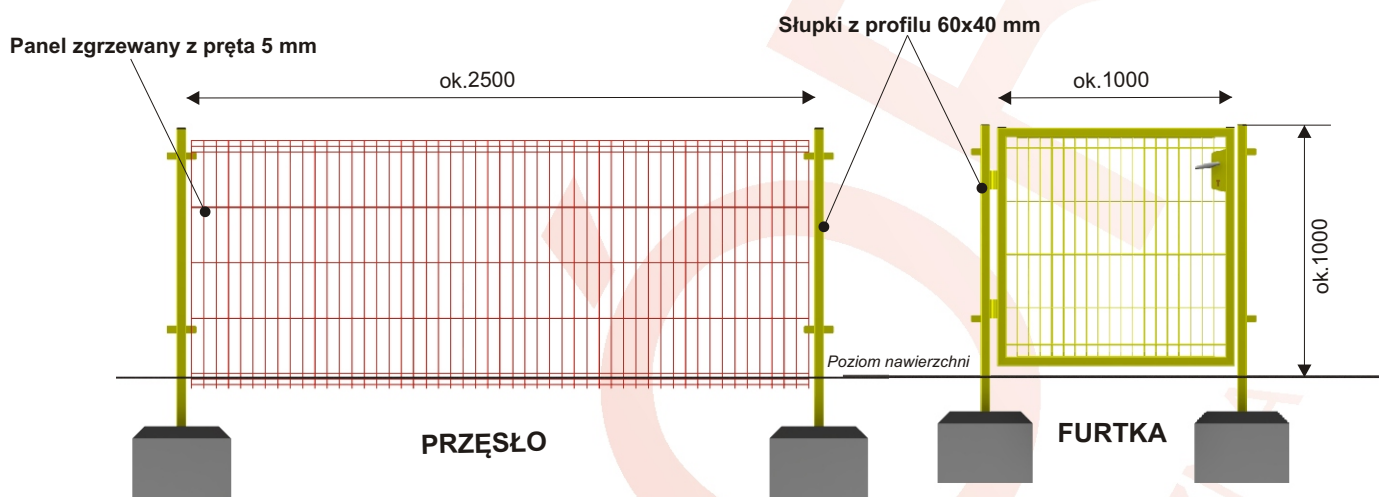 Słupki z profilu 60x40 mm
Panel zgrzewany z pręta 5 mm
ok.2500
ok.1000
ok.1000
Poziom nawierzchni
PRZĘSŁO
FURTKA